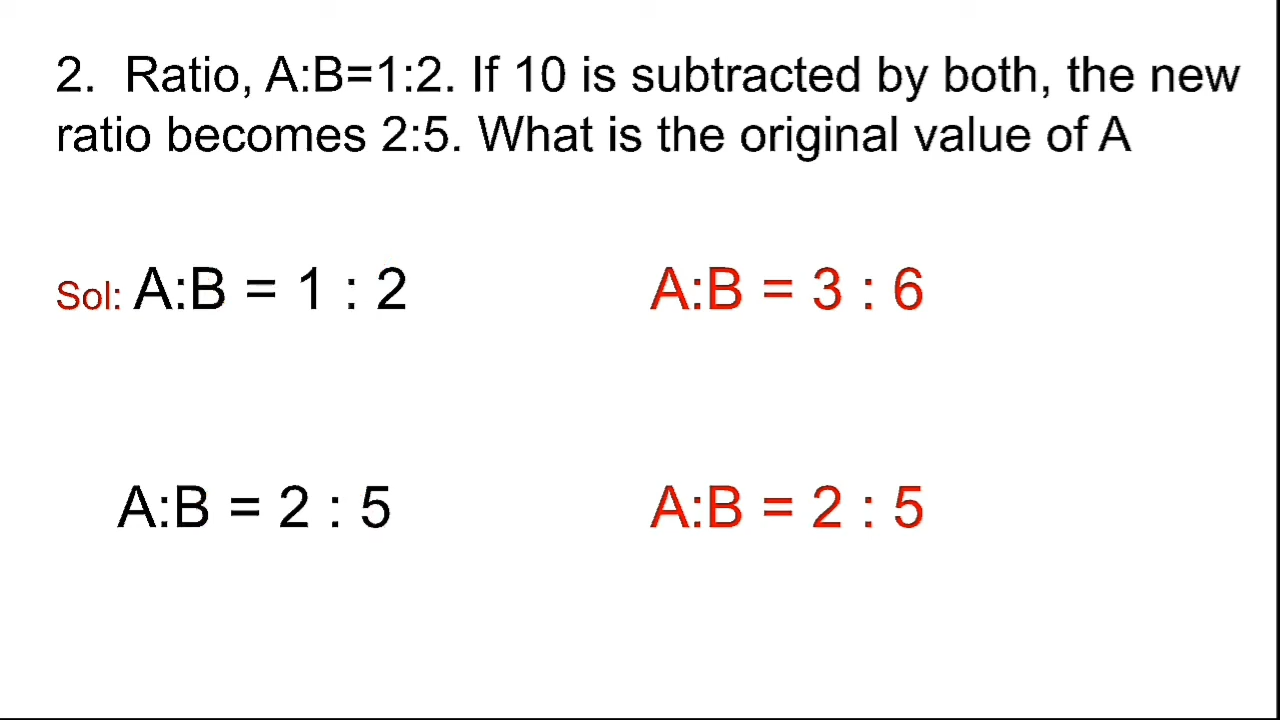 2. Ratio, A:B=1:2. If 10 is subtracted by both, the new
ratio becomes 2:5. What is the original value of A
Sol: A:B = 1 : 2
A:B = 3 : 6
A:B = 2 : 5
A:B = 2 : 5